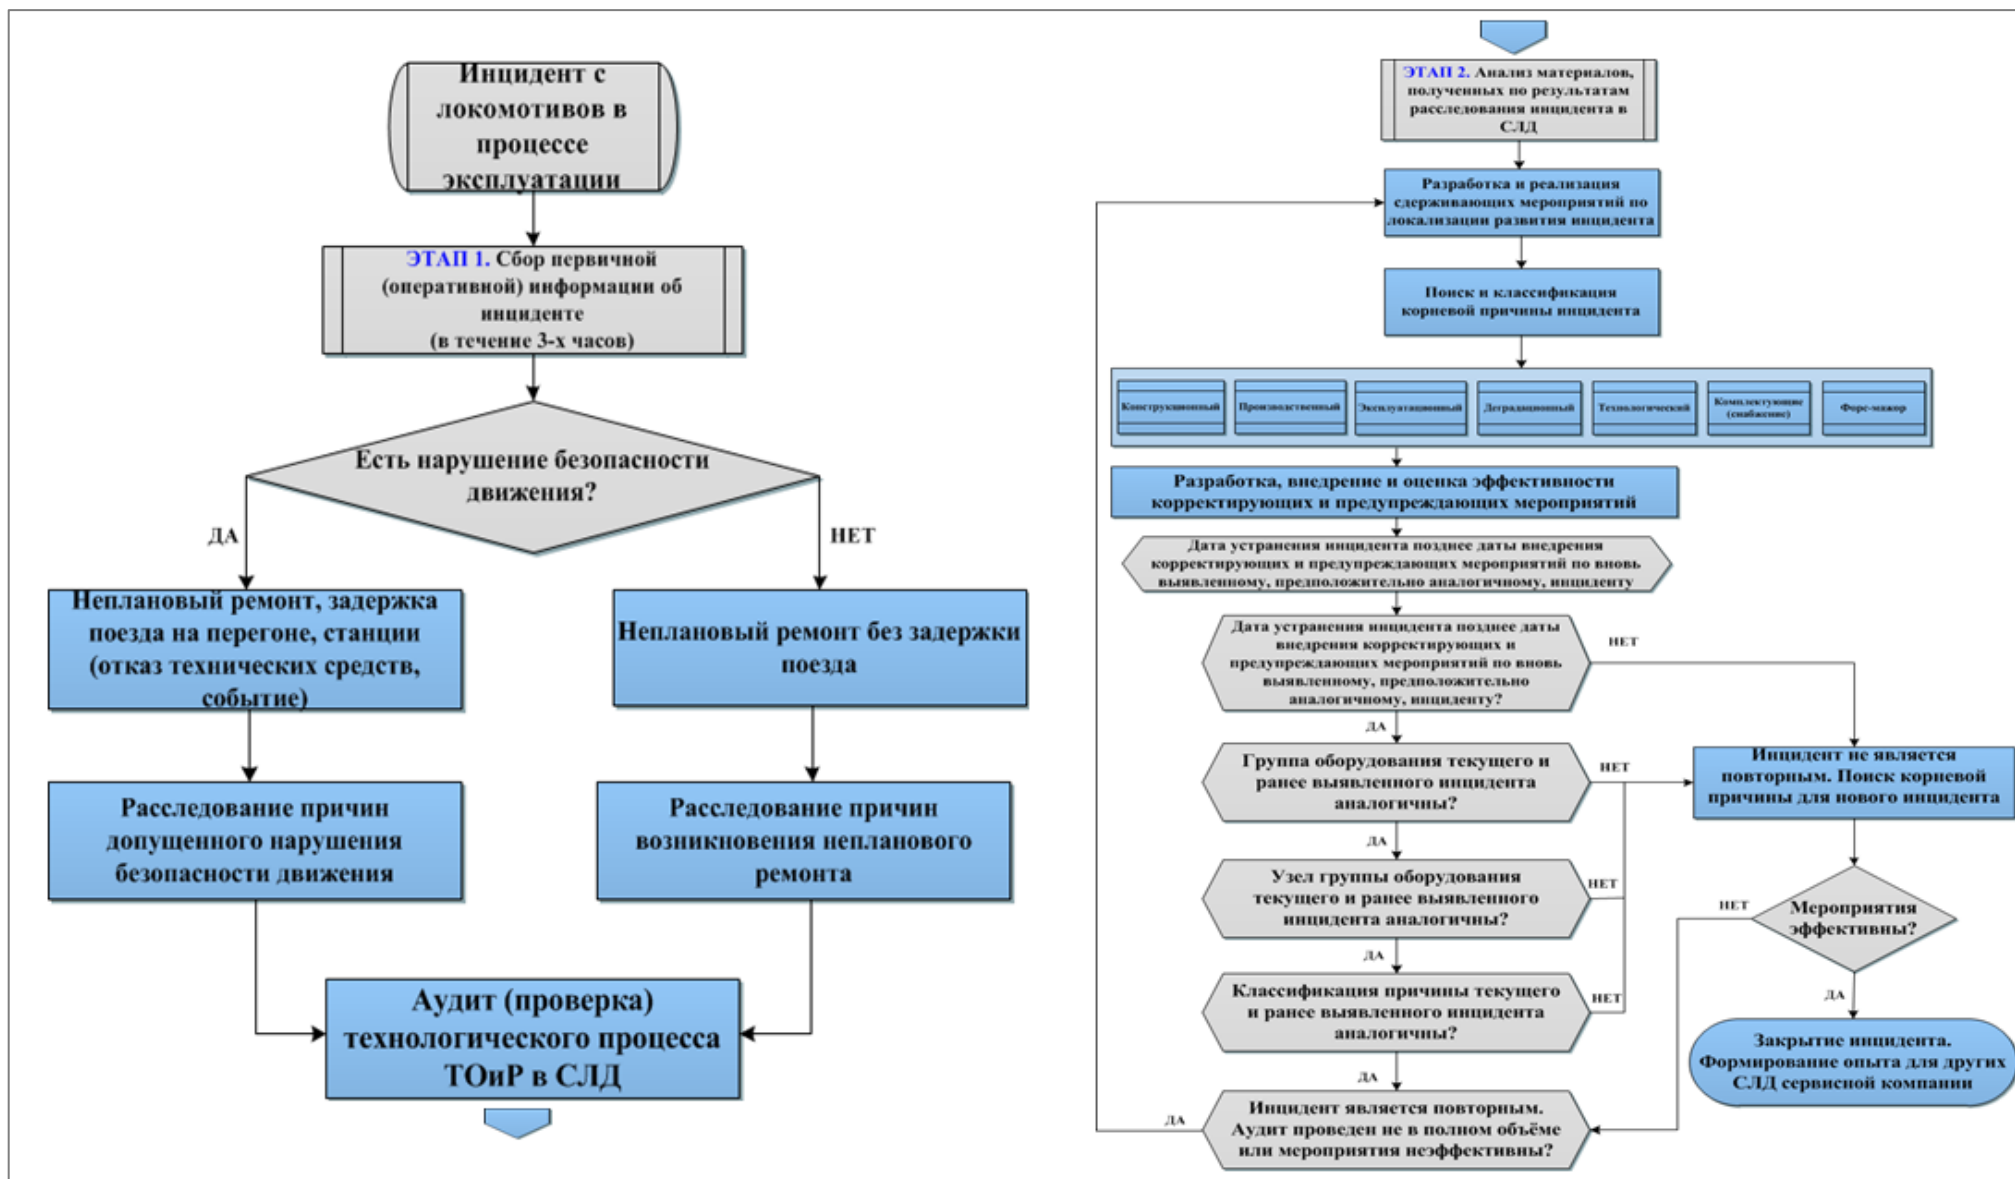 Инцидент с
локомотивов в
процессе
эксплуатации
ЭТАП 1. Сбор первичной
(оперативной) информации об
инциденте
(в течение 3-х часов)
Есть нарушение безопасности
движения?
ДА
НЕТ
Неплановый ремонт, задержка
поезда на перегоне, станции
(отказ технических средств,
событие)
Неплановый ремонт без задержки
поезда
Расследование причин
допущенного нарушения
безопасности движения
Расследование причин
возникновения непланового
ремонта
Аудит (проверка)
технологического процесса
ТОиР в СЛД
ЭТАП 2. Анализ материалов,
полученных по результатам
расследования инцидента в
СЛД
Разработка и реализация
сдерживающих мероприятий по
локализации развития инцидента
Поиск и классификация
корневой причины инцидента
Конструкционный
Производственный
Эксплуатационный
Деградационный
Технологический
Комплектующие
(снабжение)
Форс-мажор
Разработка, внедрение и оценка эффективности
корректирующих и предупреждающих мероприятий
Дата устранения инцидента позднее даты внедрения
корректирующих и предупреждающих мероприятий по вновь
выявленному, предположительно аналогичному, инциденту
Дата устранения инцидента позднее даты
внедрения корректирующих и
предупреждающих мероприятий по вновь
выявленному, предположительно
аналогичному, инциденту?
НЕТ
ДА
Группа оборудования текущего и
ранее выявленного инцидента
аналогичны?
НЕТ
Инцидент не является
повторным. Поиск корневой
причины для нового инцидента
ДА
Узел группы оборудования
текущего и ранее выявленного
инцидента аналогичны?
НЕТ
НЕТ
Мероприятия
эффективны?
ДА
Классификация причины текущего
и ранее выявленного инцидента
аналогичны?
НЕТ
ДА
Закрытие инцидента.
Формирование опыта для других
СЛД сервисной компании
ДА
ДА
Инцидент является повторным.
Аудит проведен не в полном объёме
или мероприятия неэффективны?